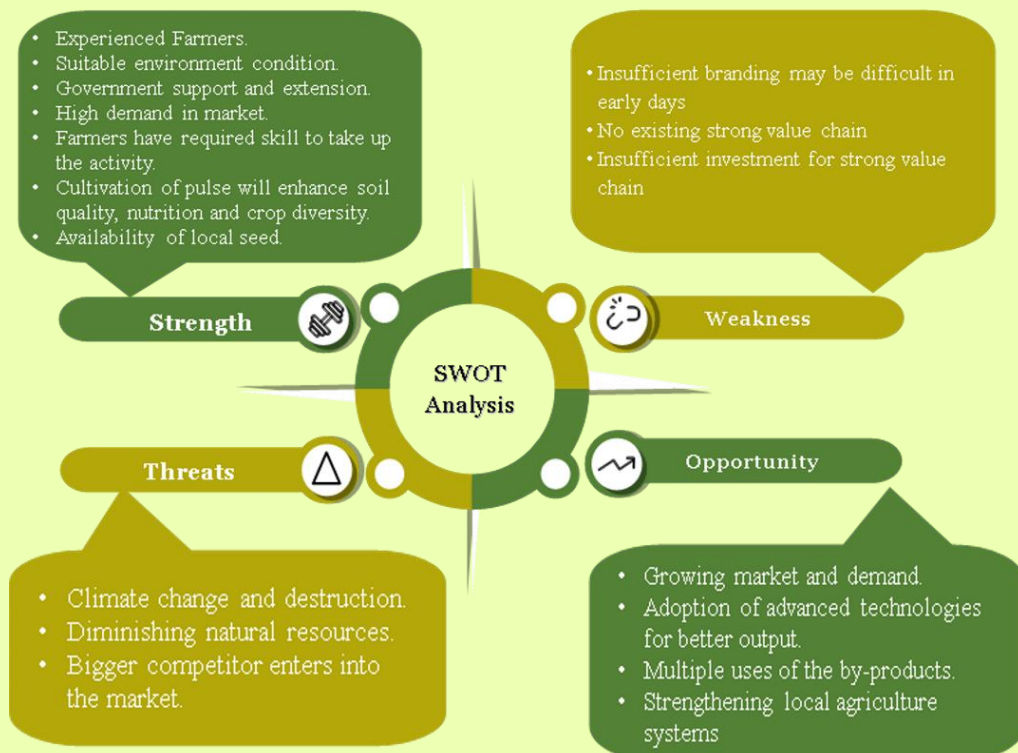 • Experienced Farmers.
• Suitable environment condition.
• Government support and extension.
• High demand in market.
• Farmers have required skill to take up
the activity.
• Cultivation of pulse will enhance soil
quality, nutrition and crop diversity.
• Availability of local seed.
Strength
• Insufficient branding may be difficult in
early days
• No existing strong value chain
• Insufficient investment for strong value
chain
Weakness
SWOT
Analysis
Threats
• Climate change and destruction.
• Diminishing natural resources.
• Bigger competitor enters into
the market.
Opportunity
• Growing market and demand.
• Adoption of advanced technologies
for better output.
• Multiple uses of the by-products.
• Strengthening local agriculture
systems